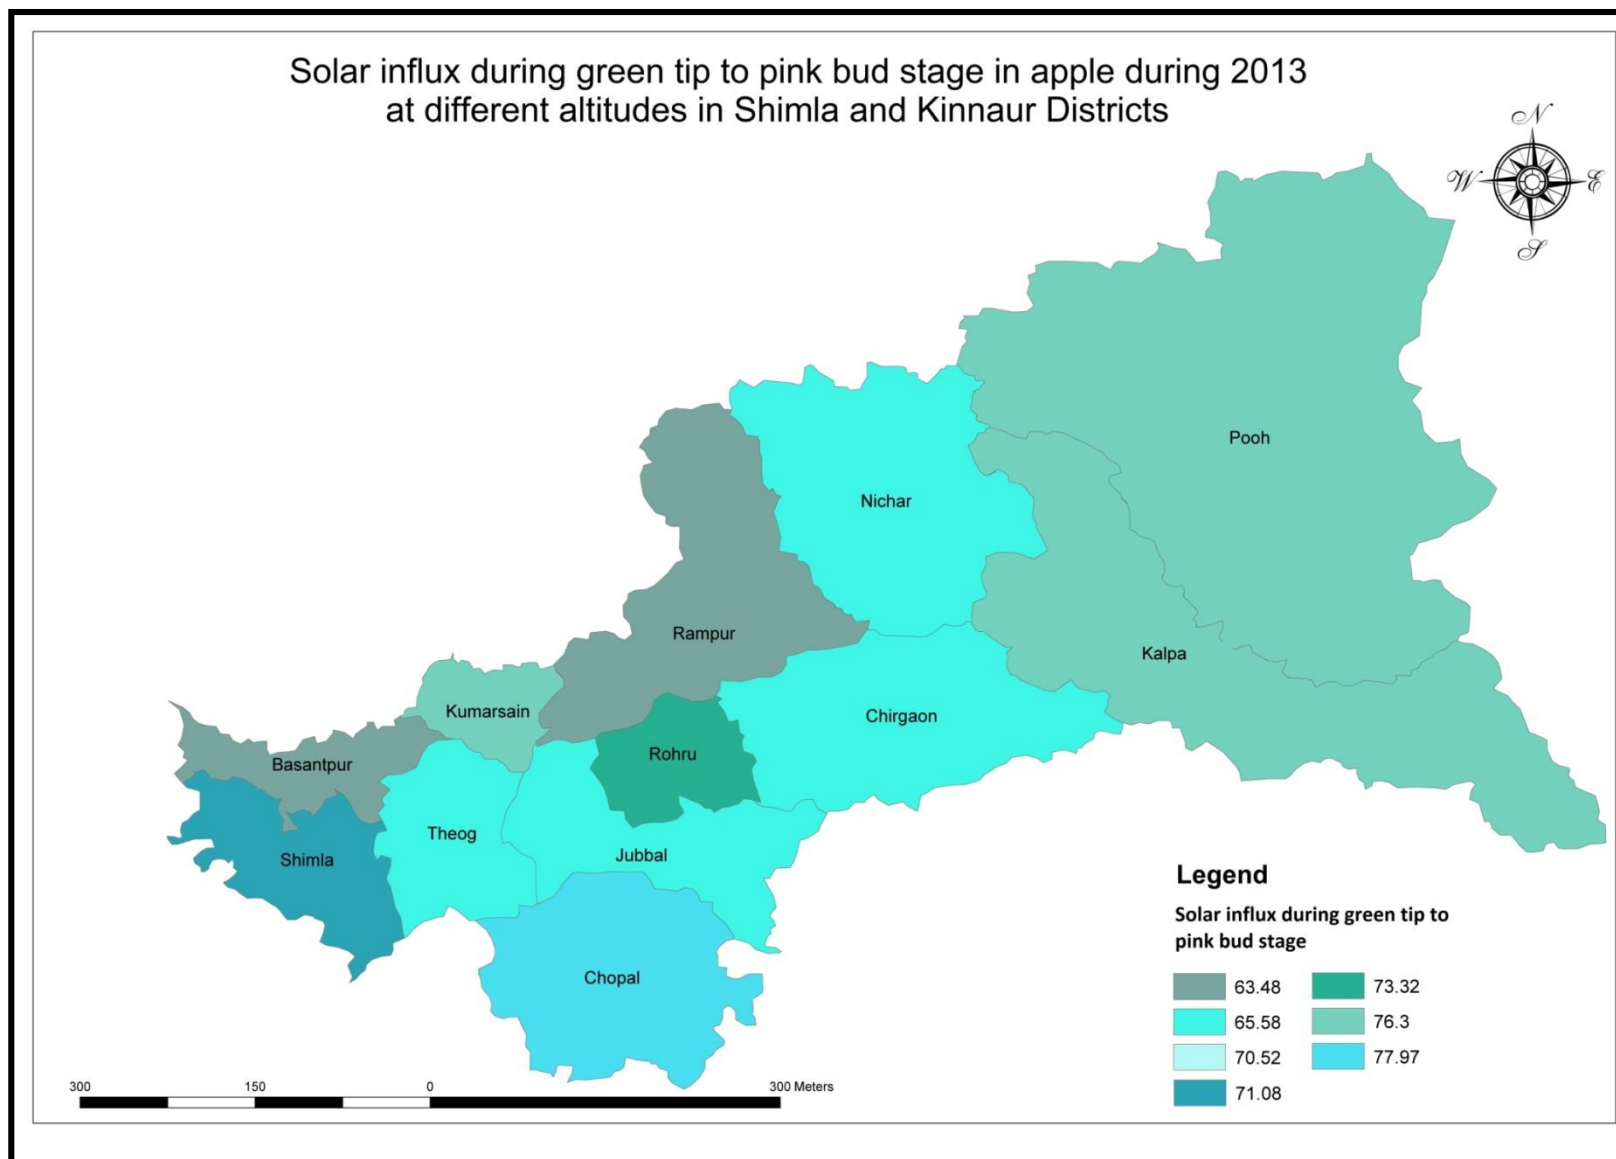 Solar influx during green tip to pink bud stage in apple during 2013
at different altitudes in Shimla and Kinnaur Districts
N
W
E
S
Pooh
Nichar
Rampur
Kalpa
Kumarsain
Chirgaon
Rohru
Basantpur
Theog
Jubbal
Shimla
Chopal
Legend
Solar influx during green tip to
pink bud stage
63.48
73.32
65.58
76.3
70.52
77.97
71.08
300
150
0
300 Meters